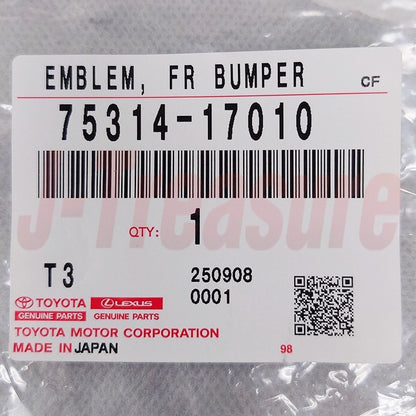 EMBLEM, FR BUMPER
CF
75314-17010
J-Treasure
QTY: 1
T3
250908
0001
TOYOTA LEXUS
GENUINE PARTS GENUINE PARTS
TOYOTA MOTOR CORPORATION
MADE IN JAPAN
98